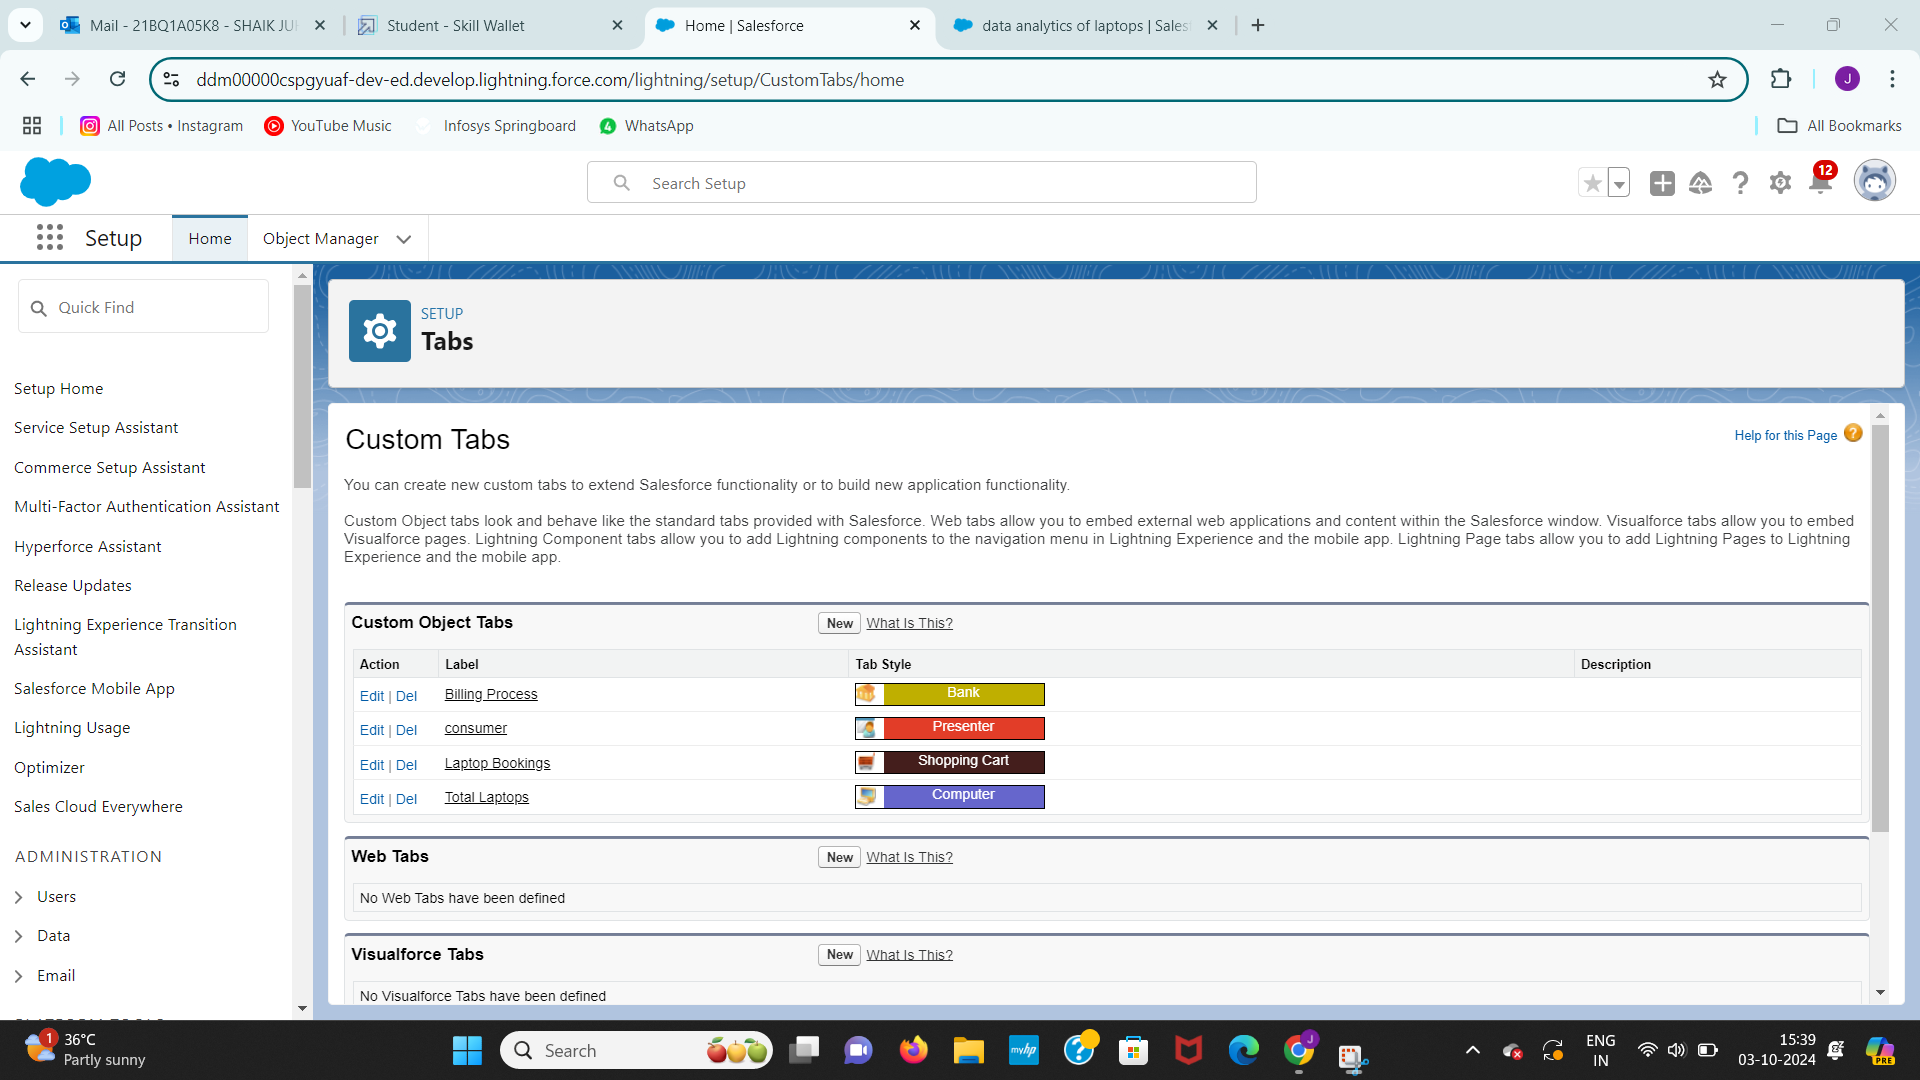 Mail - 21BQ1A05K8 - SHAIK JU
Student - Skill Wallet
Home | Salesforce
data analytics of laptops | Sales
ddm00000cspgyuaf-dev-ed.develop.lightning.force.com/lightning/setup/CustomTabs/home
J
All Posts • Instagram
YouTube Music
Infosys Springboard
4
WhatsApp
All Bookmarks
Search Setup
12
Setup
Home
Object Manager
Quick Find
Setup Home
Service Setup Assistant
Commerce Setup Assistant
Multi-Factor Authentication Assistant
Hyperforce Assistant
Release Updates
Lightning Experience Transition
Assistant
Salesforce Mobile App
Lightning Usage
Optimizer
Sales Cloud Everywhere
ADMINISTRATION
Users
Data
Email
PLATFORM TOOLS
SETUP
Tabs
Custom Tabs
Help for this Page ?
You can create new custom tabs to extend Salesforce functionality or to build new application functionality.
Custom Object tabs look and behave like the standard tabs provided with Salesforce. Web tabs allow you to embed external web applications and content within the Salesforce window. Visualforce tabs allow you to embed
Visualforce pages. Lightning Component tabs allow you to add Lightning components to the navigation menu in Lightning Experience and the mobile app. Lightning Page tabs allow you to add Lightning Pages to Lightning
Experience and the mobile app.
Custom Object Tabs New What Is This?
Action Label Tab Style Description
Edit | Del Billing Process Bank
Edit | Del consumer Presenter
Edit | Del Laptop Bookings Shopping Cart
Edit | Del Total Laptops Computer
Web Tabs New What Is This?
No Web Tabs have been defined
Visualforce Tabs New What Is This?
No Visualforce Tabs have been defined
1
36°C
Partly sunny
Search
myhp
J
ENG
IN
15:39
03-10-2024
PRE